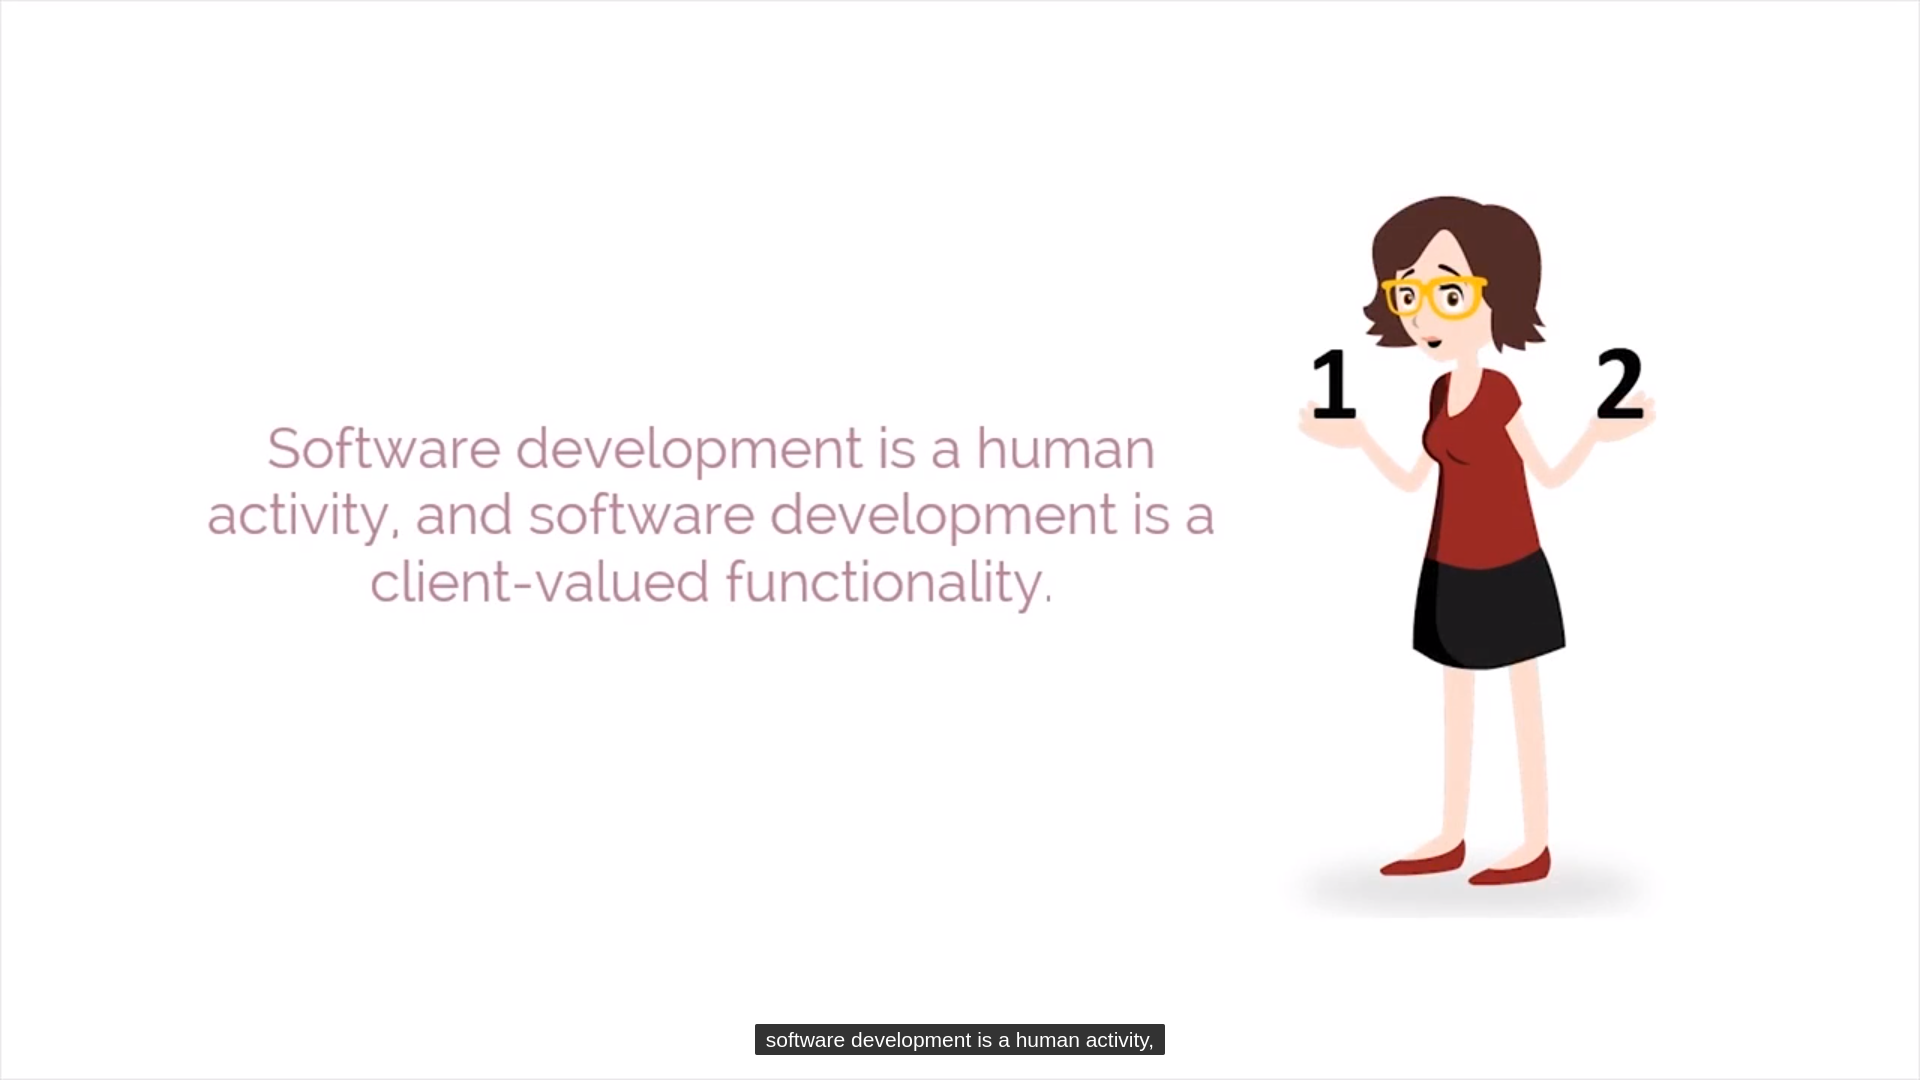 Software development is a human
activity, and software development is a
client-valued functionality.
1
2
software development is a human activity,